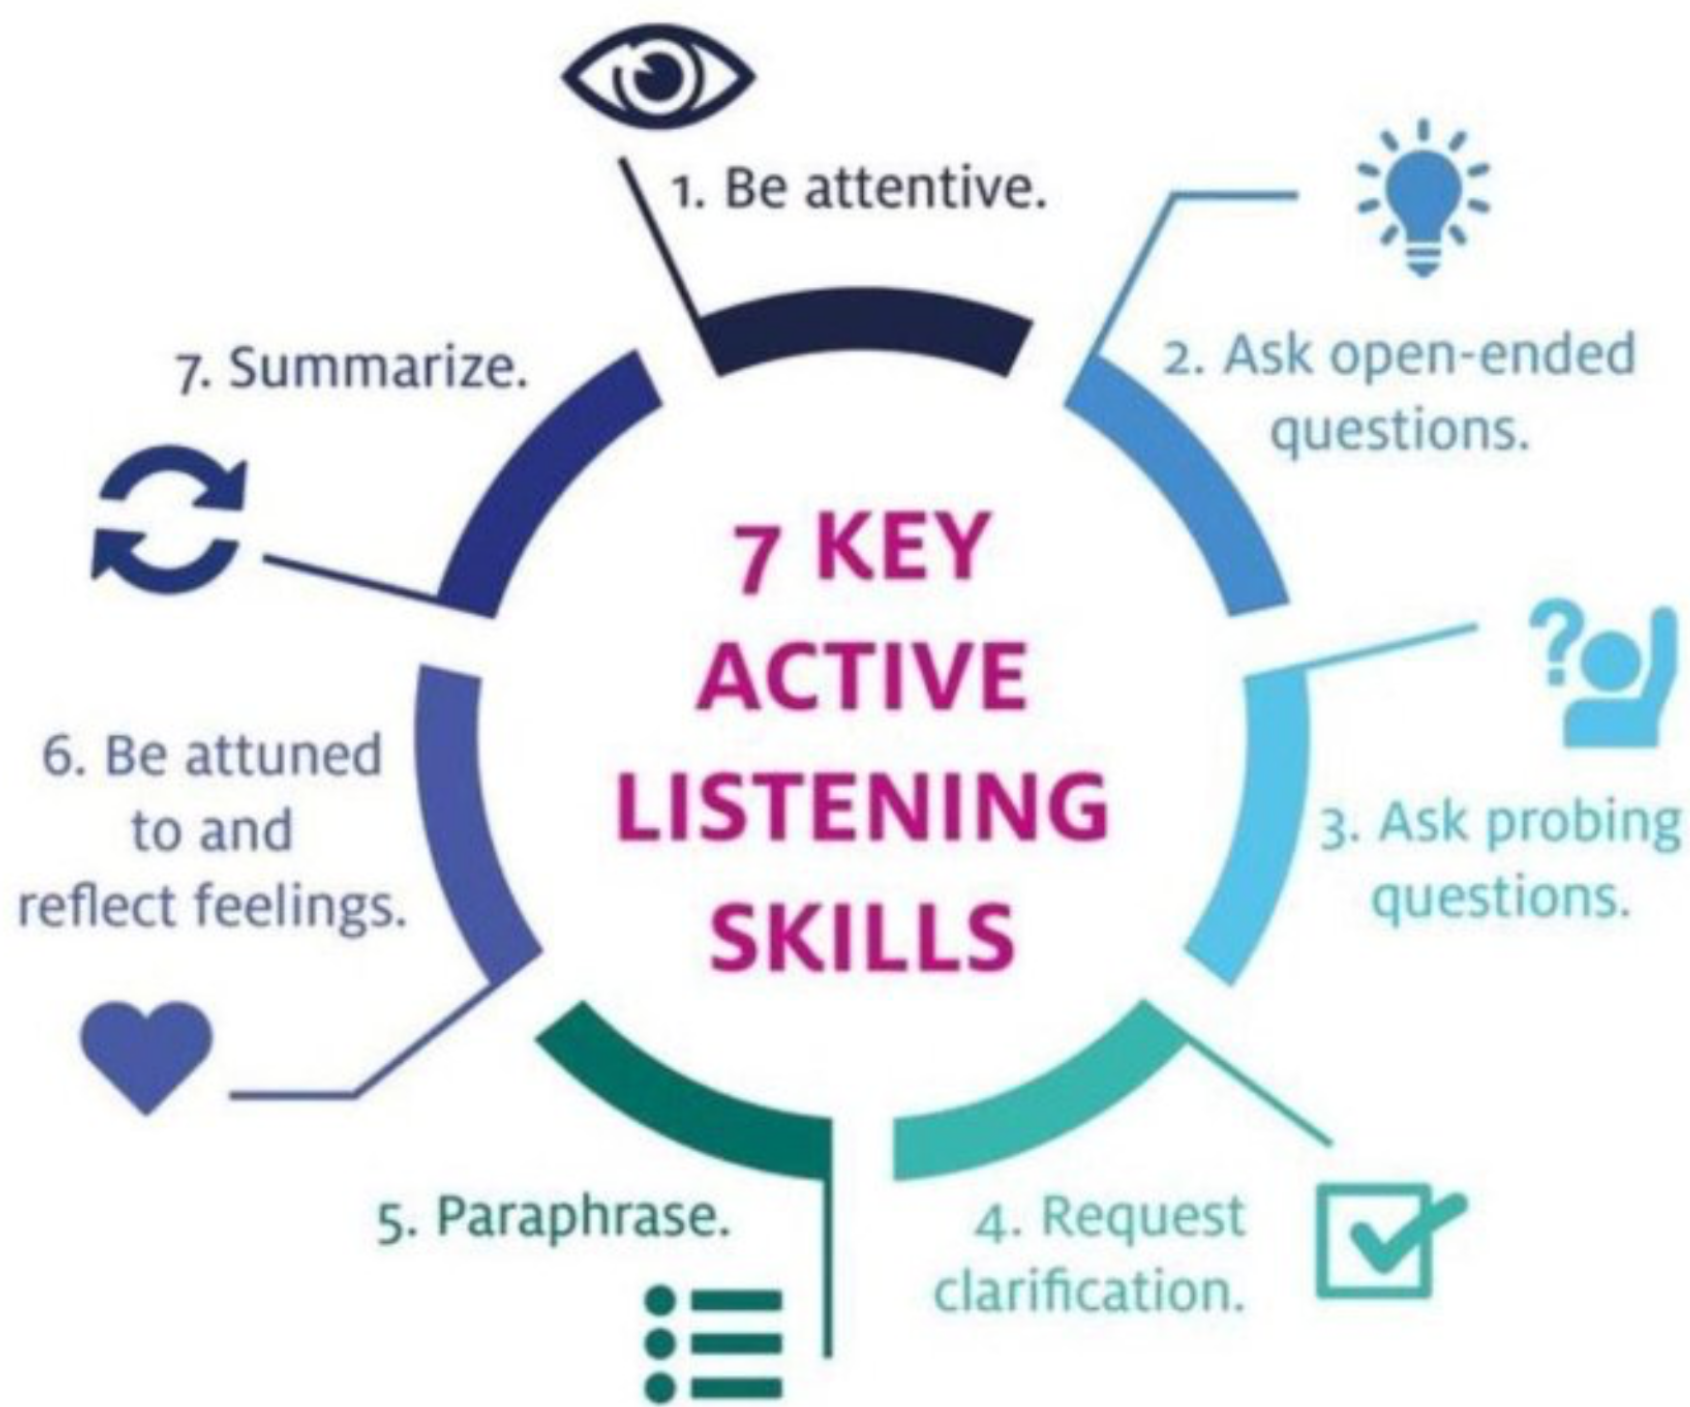 7 KEY
ACTIVE
LISTENING
SKILLS
1. Be attentive.
2. Ask open-ended
questions.
3. Ask probing
questions.
4. Request
clarification.
5. Paraphrase.
6. Be attuned
to and
reflect feelings.
7. Summarize.